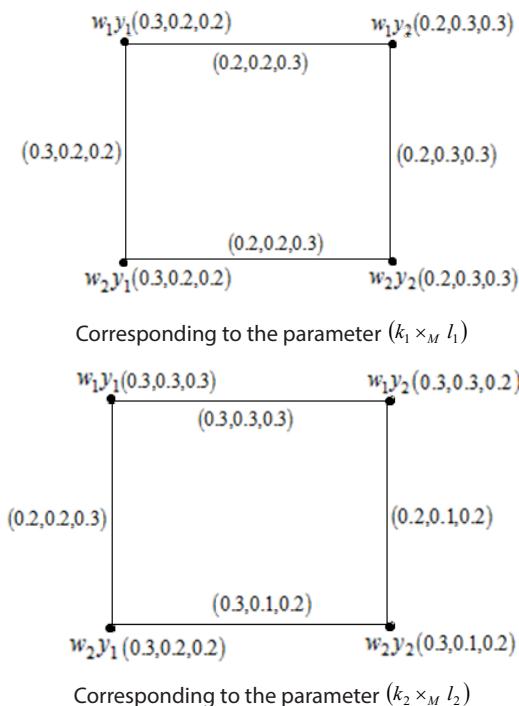 w₁y₁(0.3,0.2,0.2) w₁y₂(0.2,0.3,0.3)
(0.2,0.2,0.3)
(0.3,0.2,0.2) (0.2,0.3,0.3)
(0.2,0.2,0.3)
w₂y₁(0.3,0.2,0.2) w₂y₂(0.2,0.3,0.3)
Corresponding to the parameter (k₁ ×_M l₁)
w₁y₁(0.3,0.3,0.3) w₁y₂(0.3,0.3,0.2)
(0.3,0.3,0.3)
(0.2,0.2,0.3) (0.2,0.1,0.2)
(0.3,0.1,0.2)
w₂y₁(0.3,0.2,0.2) w₂y₂(0.3,0.1,0.2)
Corresponding to the parameter (k₂ ×_M l₂)